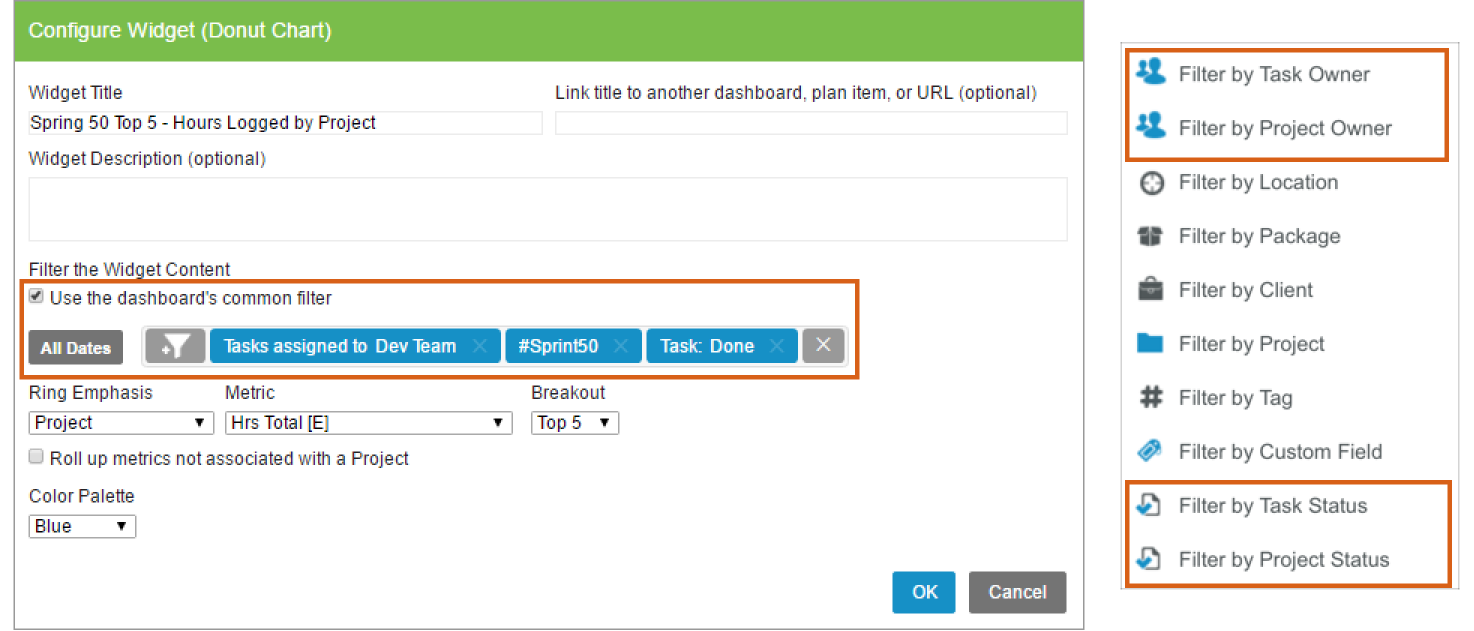 Configure Widget (Donut Chart)
Widget Title
Link title to another dashboard, plan item, or URL (optional)
Spring 50 Top 5 - Hours Logged by Project
Widget Description (optional)
Filter the Widget Content
Use the dashboard's common filter
All Dates
Tasks assigned to Dev Team
#Sprint50
Task: Done
Ring Emphasis
Metric
Breakout
Project
Hrs Total [E]
Top 5
Roll up metrics not associated with a Project
Color Palette
Blue
OK
Cancel
Filter by Task Owner
Filter by Project Owner
Filter by Location
Filter by Package
Filter by Client
Filter by Project
Filter by Tag
Filter by Custom Field
Filter by Task Status
Filter by Project Status